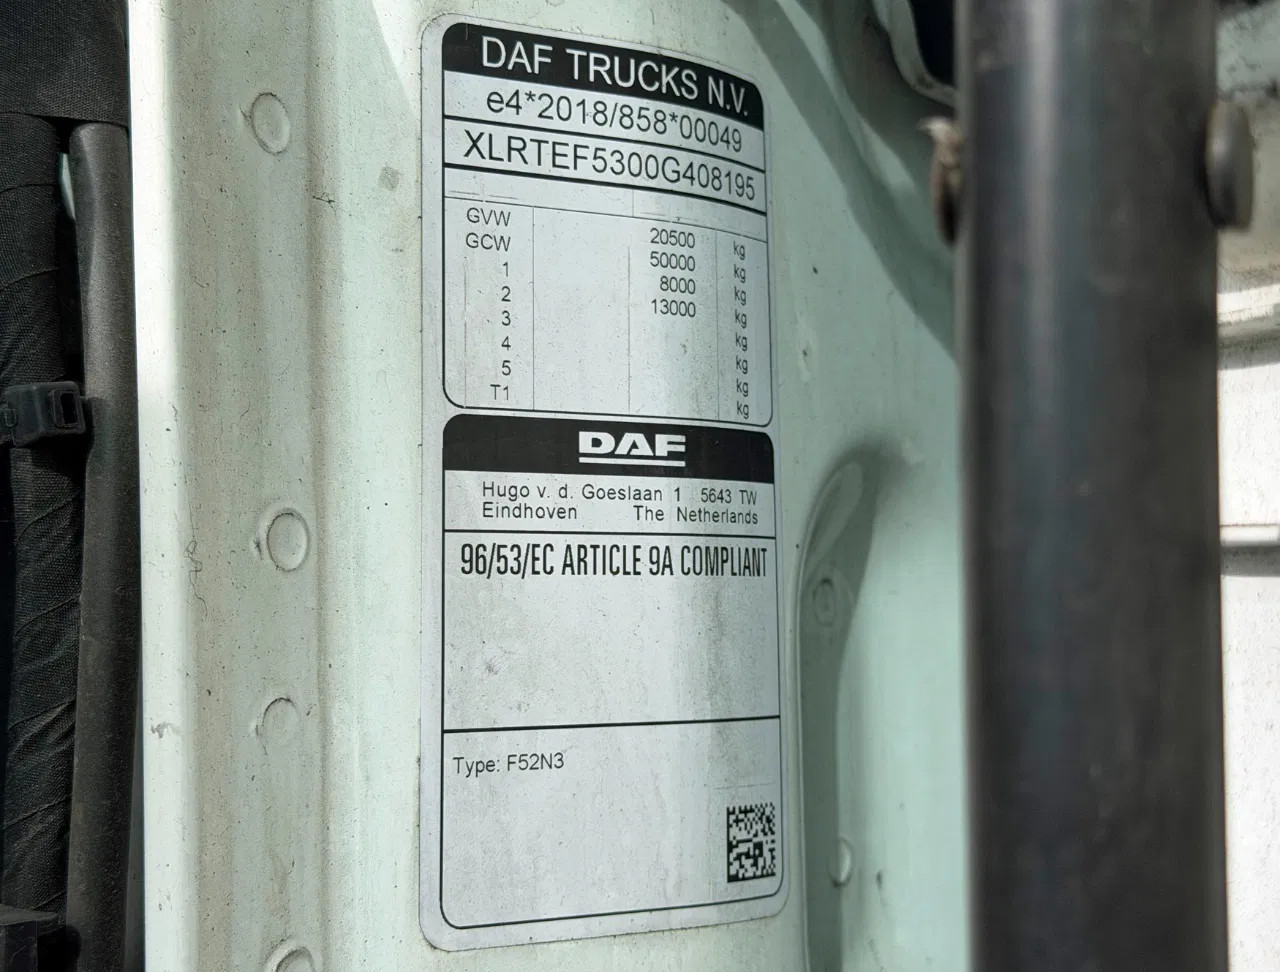 DAF TRUCKS N.V.
e4*2018/858*00049
XLRTEF5300G408195
GVW 20500 kg
GCW 50000 kg
1 8000 kg
2 13000 kg
3 kg
4 kg
5 kg
T1 kg
DAF
Hugo v. d. Goeslaan 1 5643 TW
Eindhoven The Netherlands
96/53/EC ARTICLE 9A COMPLIANT
Type: F52N3